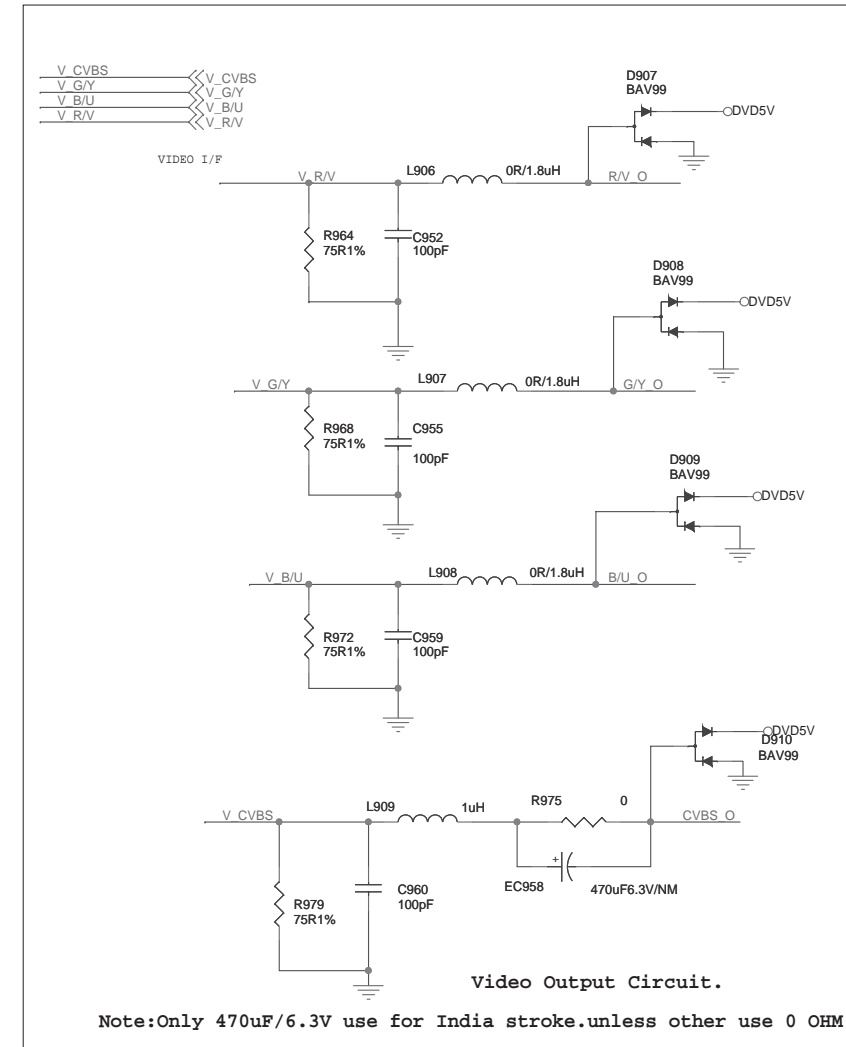 V_CVBS
V_CVBS
V_G/Y
V_G/Y
V_B/U
V_B/U
V_R/V
V_R/V
VIDEO I/F
D907
BAV99
DVD5V
V_R/V
L906
0R/1.8uH
R/V_O
R964
75R1%
C952
100pF
D908
BAV99
DVD5V
V_G/Y
L907
0R/1.8uH
G/Y_O
R968
75R1%
C955
100pF
D909
BAV99
DVD5V
V_B/U
L908
0R/1.8uH
B/U_O
R972
75R1%
C959
100pF
DVD5V
D910
BAV99
V_CVBS
L909
1uH
R975
0
CVBS_O
+
EC958
470uF6.3V/NM
R979
75R1%
C960
100pF
Video Output Circuit.
Note:Only 470uF/6.3V use for India stroke.unless other use 0 OHM